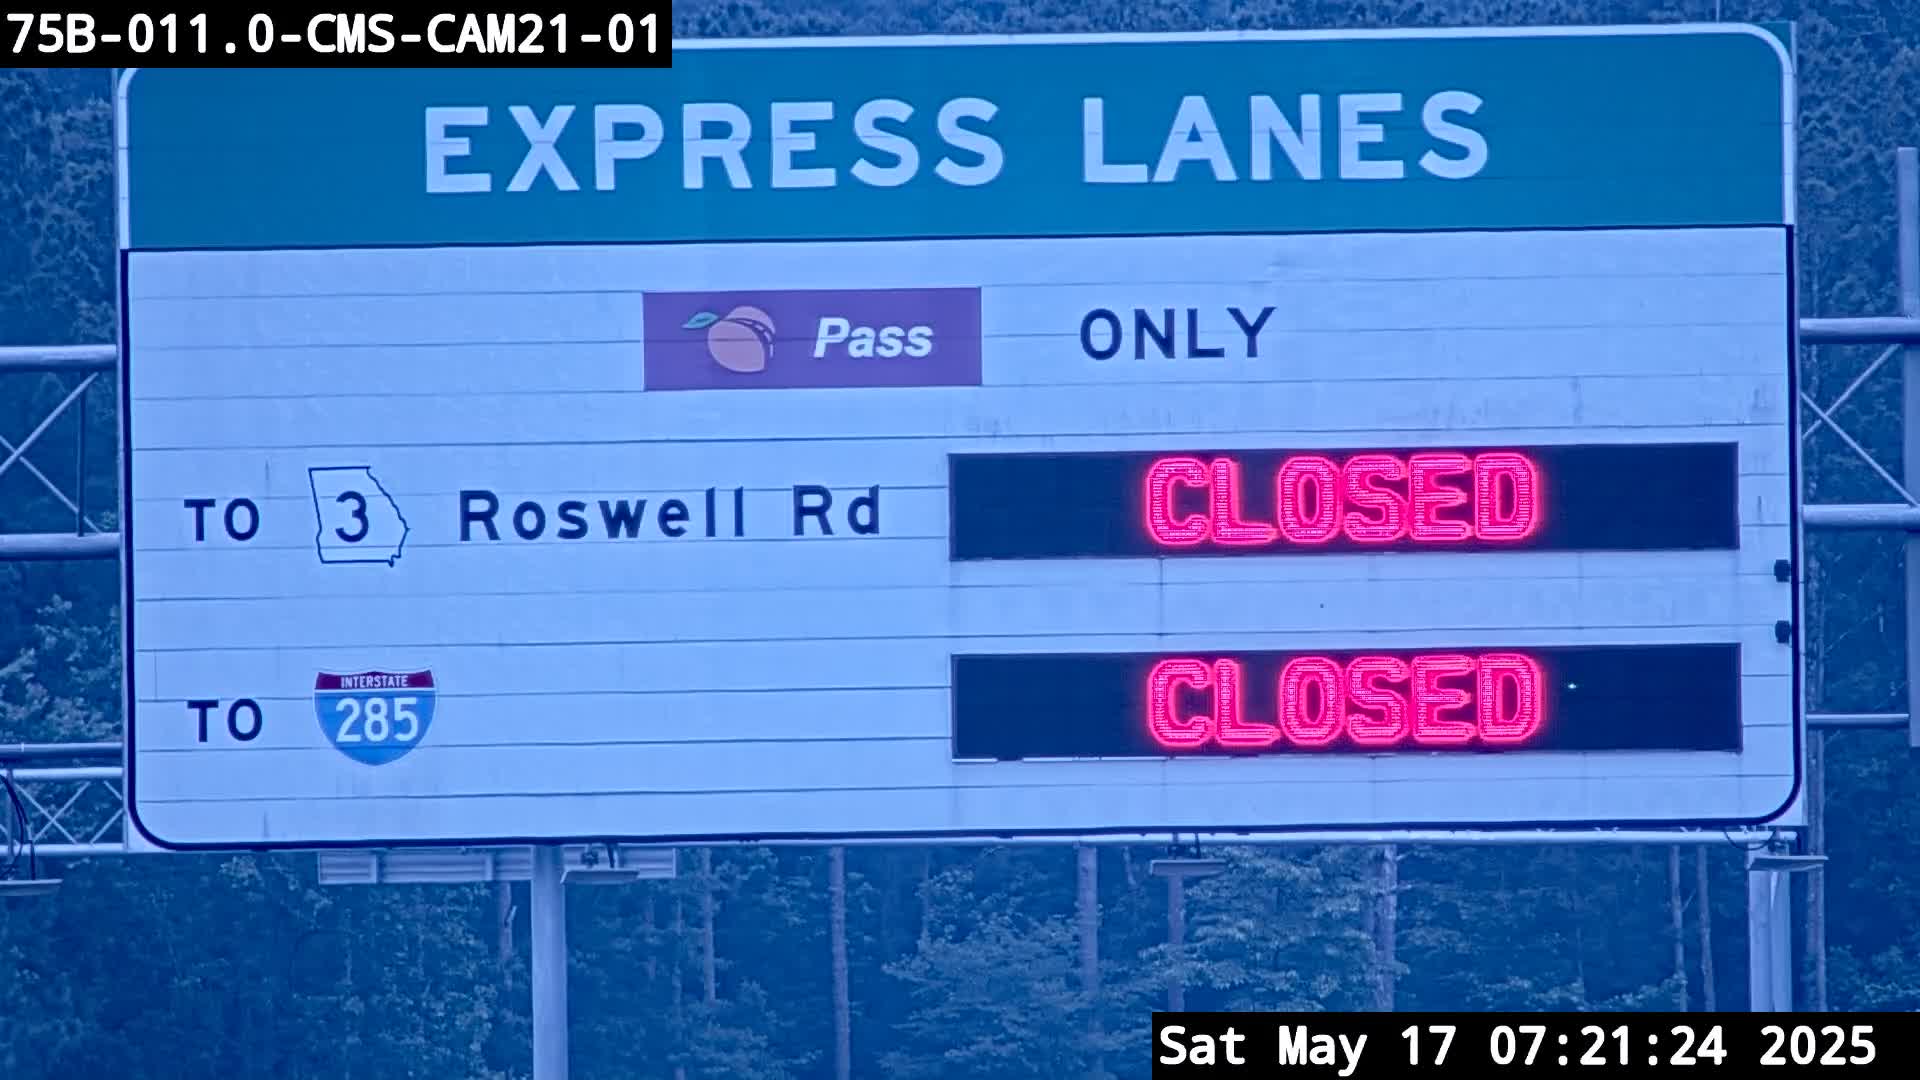 75B-011.0-CMS-CAM21-01
EXPRESS LANES
Pass ONLY
TO 3 Roswell Rd CLOSED
TO INTERSTATE 285 CLOSED
Sat May 17 07:21:24 2025